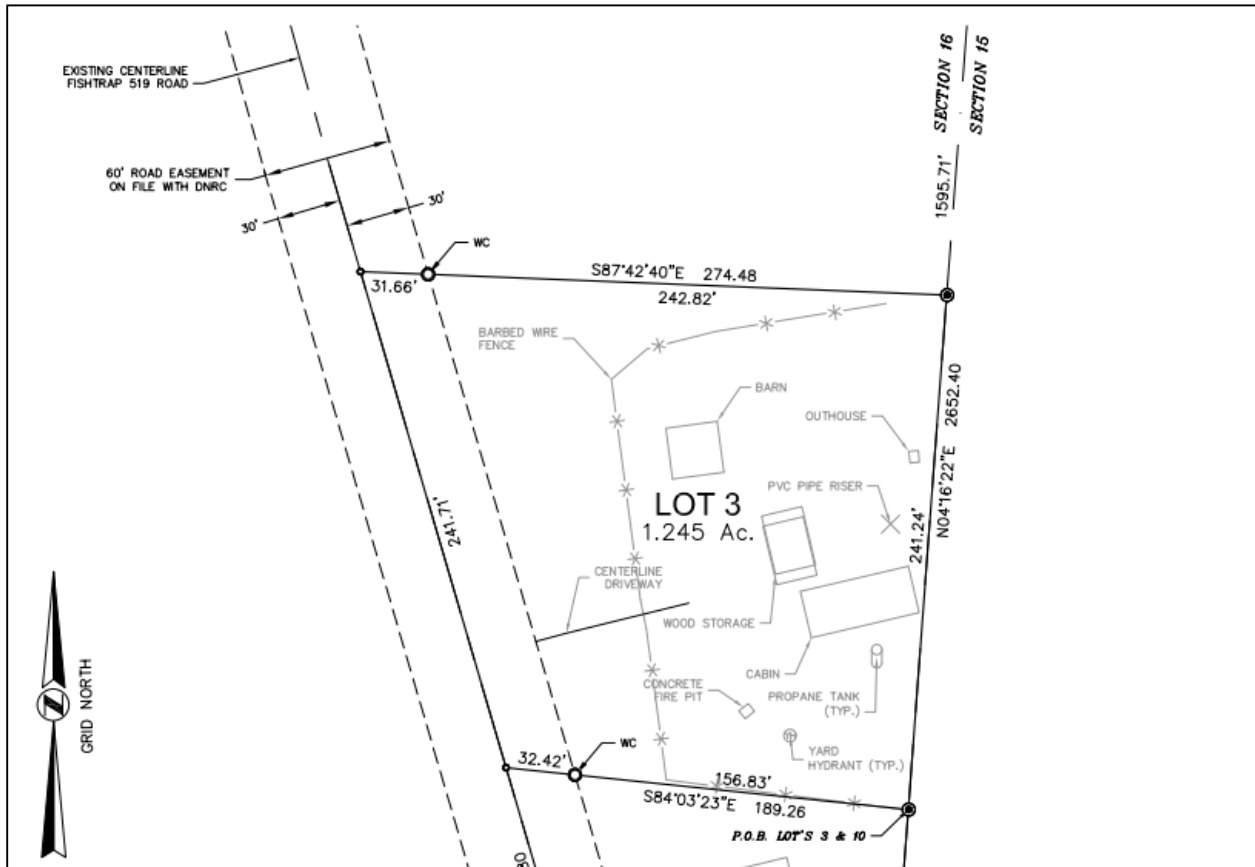 SECTION 16
SECTION 15
EXISTING CENTERLINE
FISHTRAP 519 ROAD
60' ROAD EASEMENT
ON FILE WITH DNRC
1595.71'
30'
30'
WC
S87°42'40"E 274.48
31.66'
242.82'
BARBED WIRE
FENCE
BARN
OUTHOUSE
N04°16'22"E 2652.40
PVC PIPE RISER
LOT 3
1.245 Ac.
241.71'
241.24'
CENTERLINE
DRIVEWAY
WOOD STORAGE
CABIN
CONCRETE
FIRE PIT
PROPANE TANK
(TYP.)
GRID NORTH
WC
32.42'
YARD
HYDRANT (TYP.)
156.83'
S84°03'23"E 189.26
P.O.B. LOT'S 3 & 10